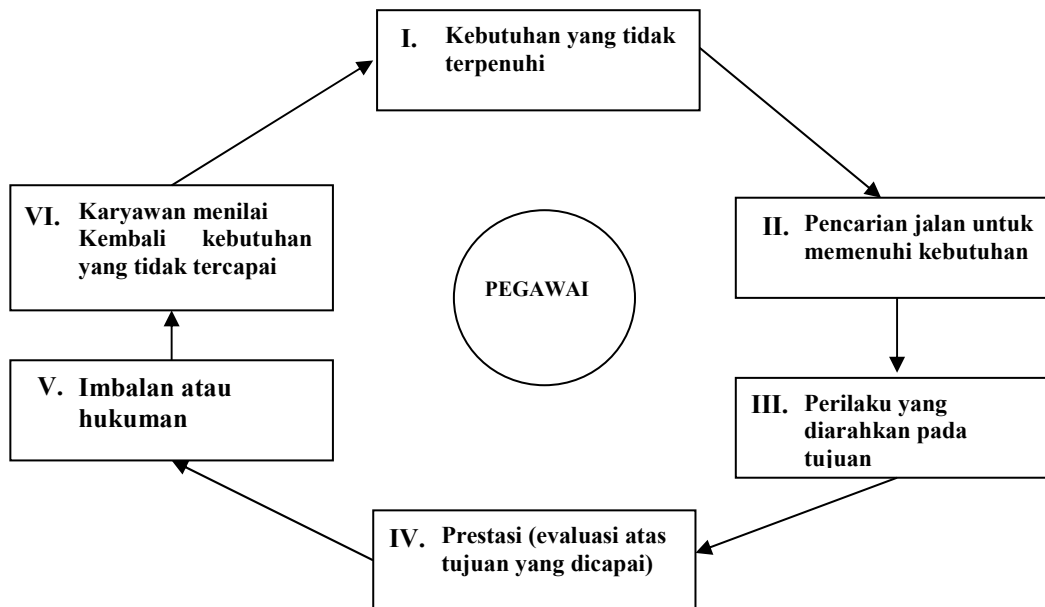 I. Kebutuhan yang tidak
terpenuhi
II. Pencarian jalan untuk
memenuhi kebutuhan
III. Perilaku yang
diarahkan pada
tujuan
IV. Prestasi (evaluasi atas
tujuan yang dicapai)
V. Imbalan atau
hukuman
VI. Karyawan menilai
Kembali kebutuhan
yang tidak tercapai
PEGAWAI